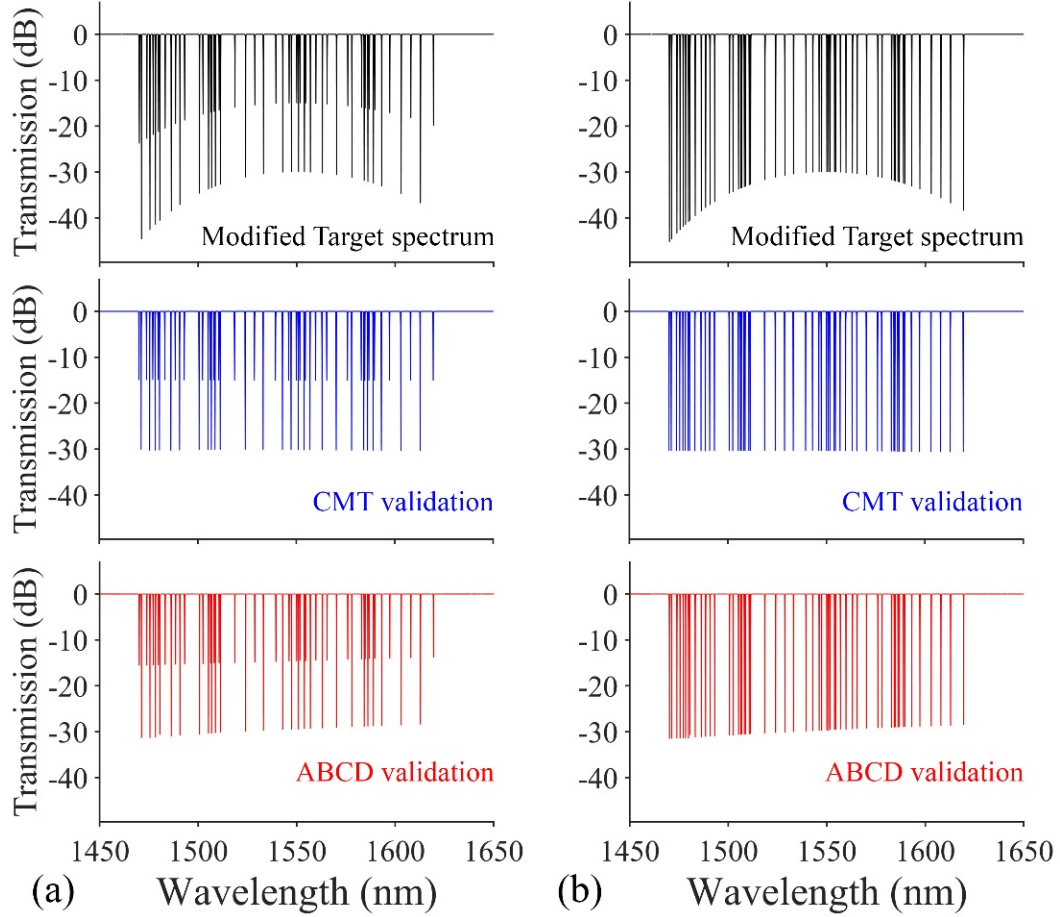 Transmission (dB)
0
-10
-20
-30
-40
Modified Target spectrum
0
-10
-20
-30
-40
Modified Target spectrum
Transmission (dB)
0
-10
-20
-30
-40
CMT validation
0
-10
-20
-30
-40
CMT validation
Transmission (dB)
0
-10
-20
-30
-40
ABCD validation
0
-10
-20
-30
-40
ABCD validation
1450 1500 1550 1600 1650
1450 1500 1550 1600 1650
(a) Wavelength (nm)
(b) Wavelength (nm)